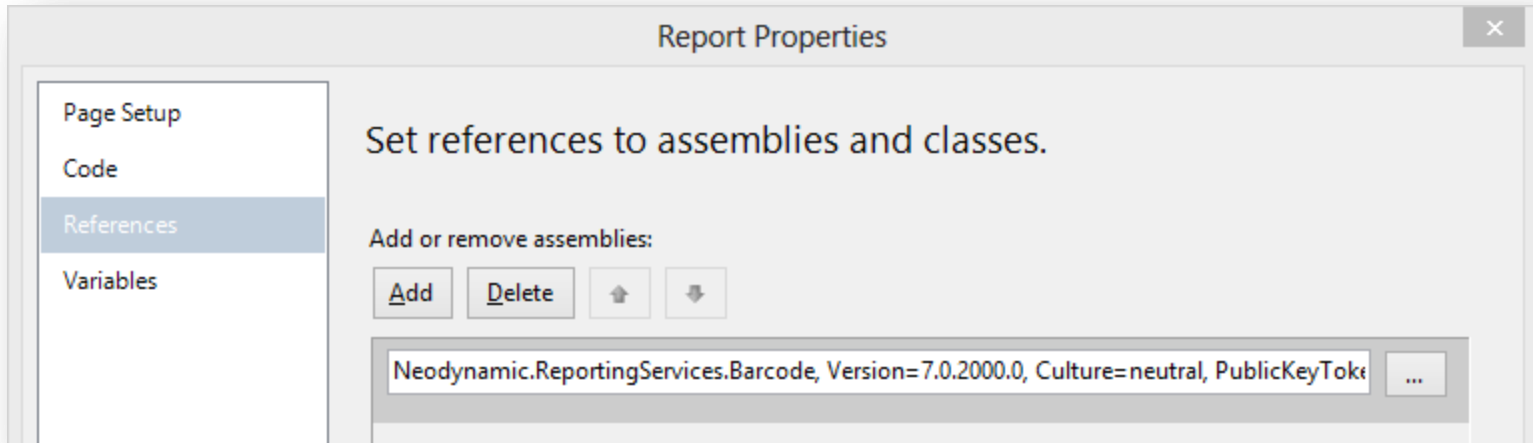 Report Properties
Page Setup
Code
References
Variables
Set references to assemblies and classes.
Add or remove assemblies:
Add Delete
Neodynamic.ReportingServices.Barcode, Version=7.0.2000.0, Culture=neutral, PublicKeyToke
...